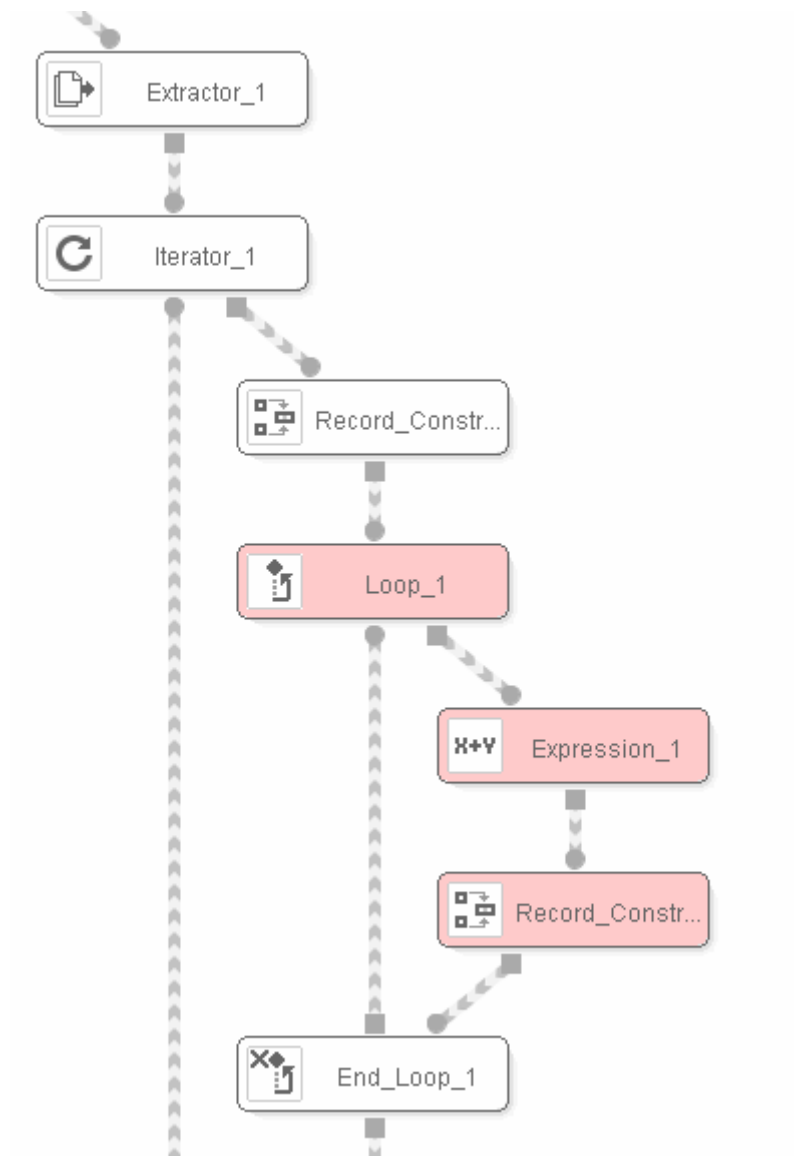 Extractor_1
Iterator_1
Record_Constr...
Loop_1
X+Y
Expression_1
Record_Constr...
End_Loop_1